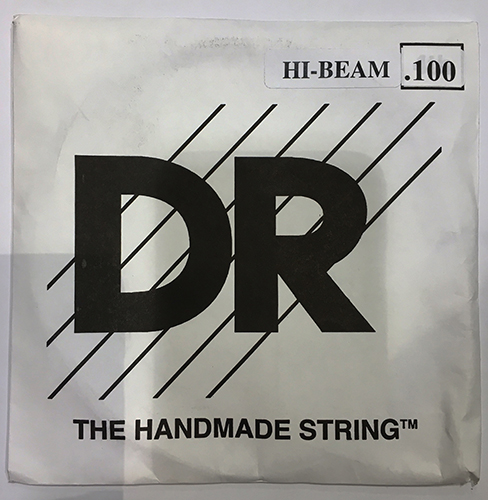 HI-BEAM .100
DR
THE HANDMADE STRING™